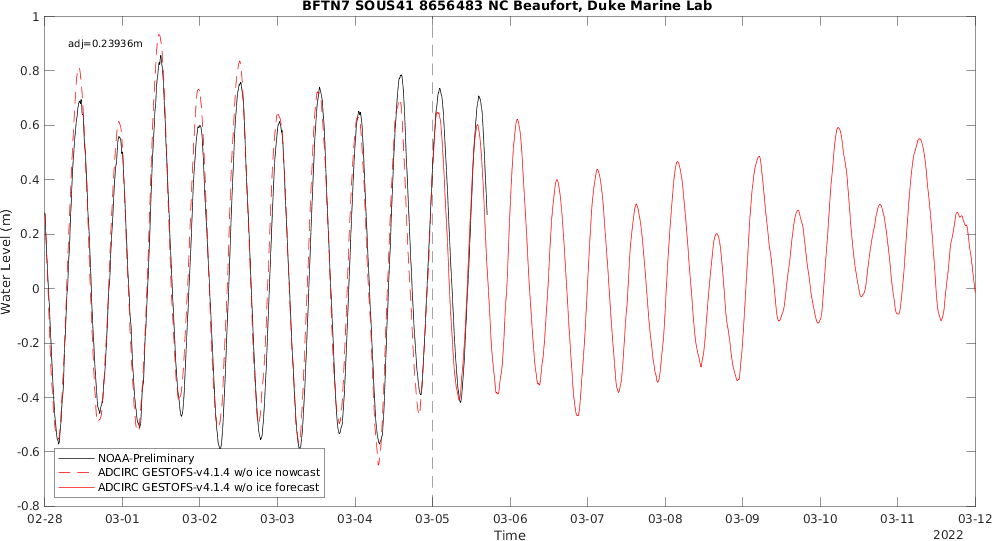 BFTN7 SOUS41 8656483 NC Beaufort, Duke Marine Lab
adj=0.23936m
1
0.8
0.6
0.4
0.2
0
-0.2
-0.4
-0.6
-0.8
Water Level (m)
NOAA-Preliminary
ADCIRC GESTOFS-v4.1.4 w/o ice nowcast
ADCIRC GESTOFS-v4.1.4 w/o ice forecast
02-28 03-01 03-02 03-03 03-04 03-05 03-06 03-07 03-08 03-09 03-10 03-11 03-12
Time
2022